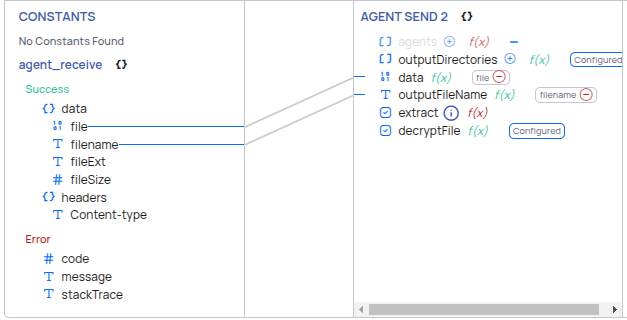 CONSTANTS
No Constants Found
agent_receive {}
Success
{} data
file
T filename
T fileExt
# fileSize
{} headers
T Content-type
Error
# code
T message
T stackTrace
AGENT SEND 2 {}
[] agents f(x)
[] outputDirectories f(x) Configured
data f(x) file
T outputFileName f(x) filename
extract i f(x)
decryptFile f(x) Configured